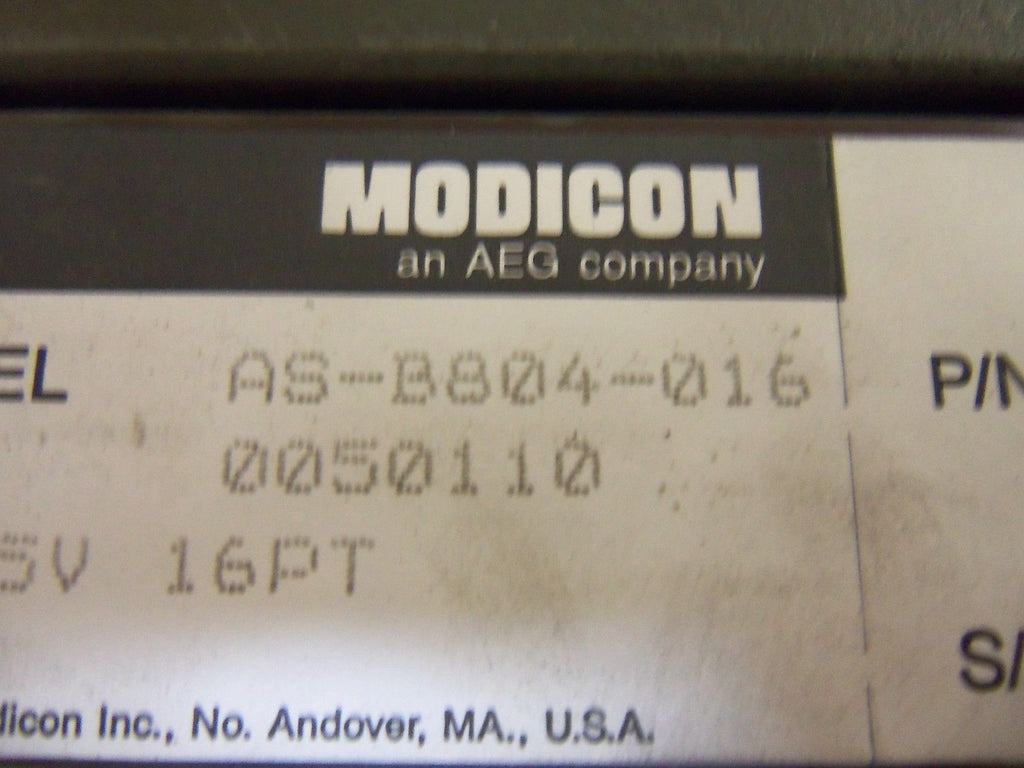 MODICON
an AEG company
EL AS-B804-016 P/N
0050110
5V 16PT
S/
dicon Inc., No. Andover, MA., U.S.A.